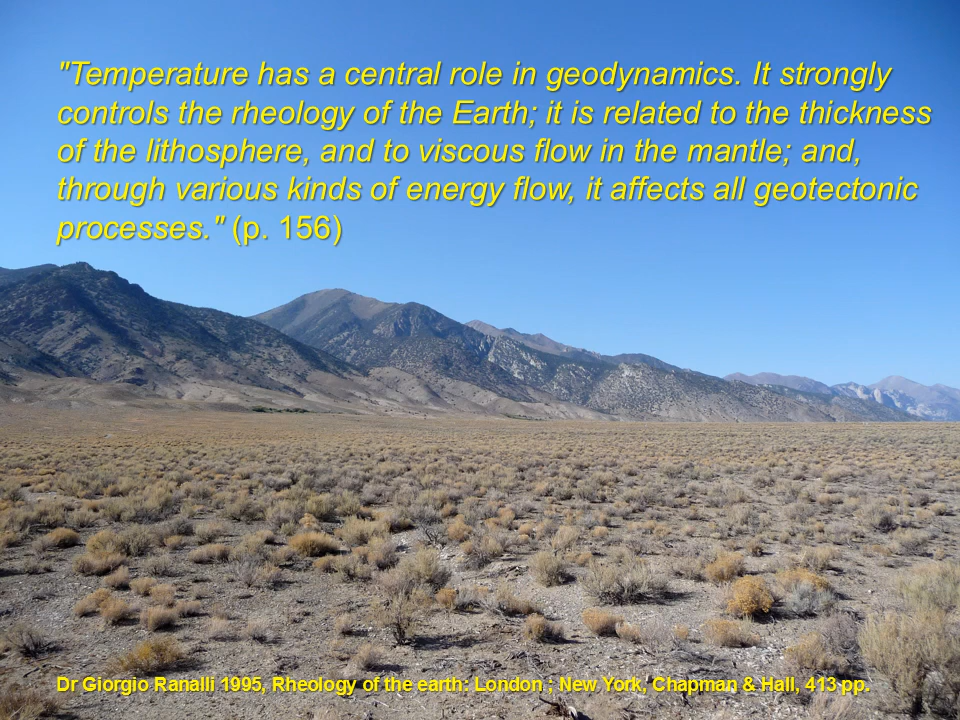 "Temperature has a central role in geodynamics. It strongly
controls the rheology of the Earth; it is related to the thickness
of the lithosphere, and to viscous flow in the mantle; and,
through various kinds of energy flow, it affects all geotectonic
processes." (p. 156)
Dr Giorgio Ranalli 1995, Rheology of the earth: London ; New York, Chapman & Hall, 413 pp.